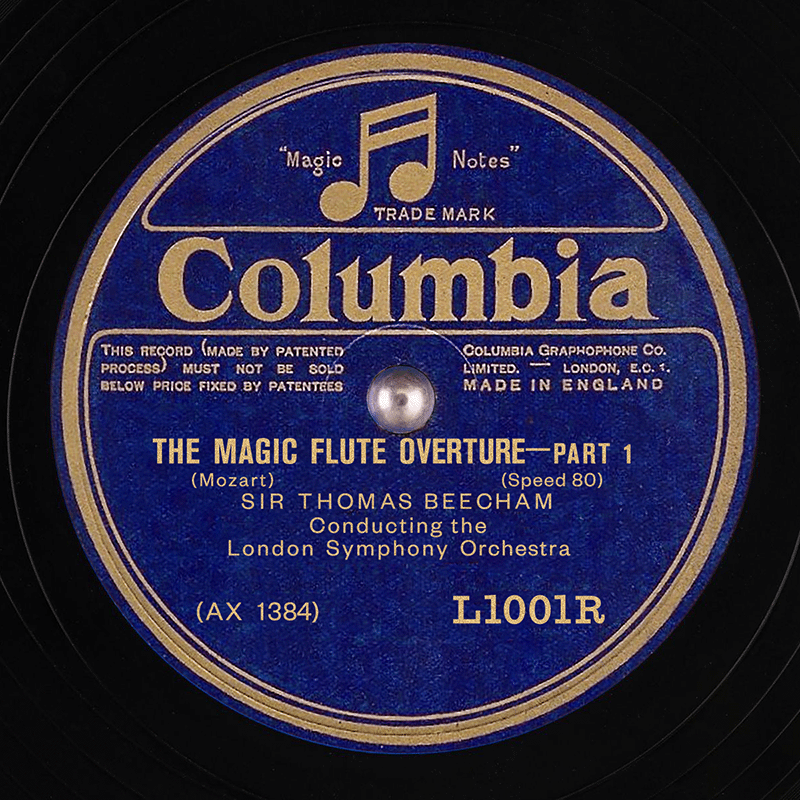 "Magic Notes"
TRADE MARK
Columbia
THIS RECORD (MADE BY PATENTED
PROCESS) MUST NOT BE SOLD
BELOW PRICE FIXED BY PATENTEES
COLUMBIA GRAPHOPHONE CO.
LIMITED. — LONDON, E.C. 1.
MADE IN ENGLAND
THE MAGIC FLUTE OVERTURE—PART 1
(Mozart) (Speed 80)
SIR THOMAS BEECHAM
Conducting the
London Symphony Orchestra
(AX 1384) L1001R